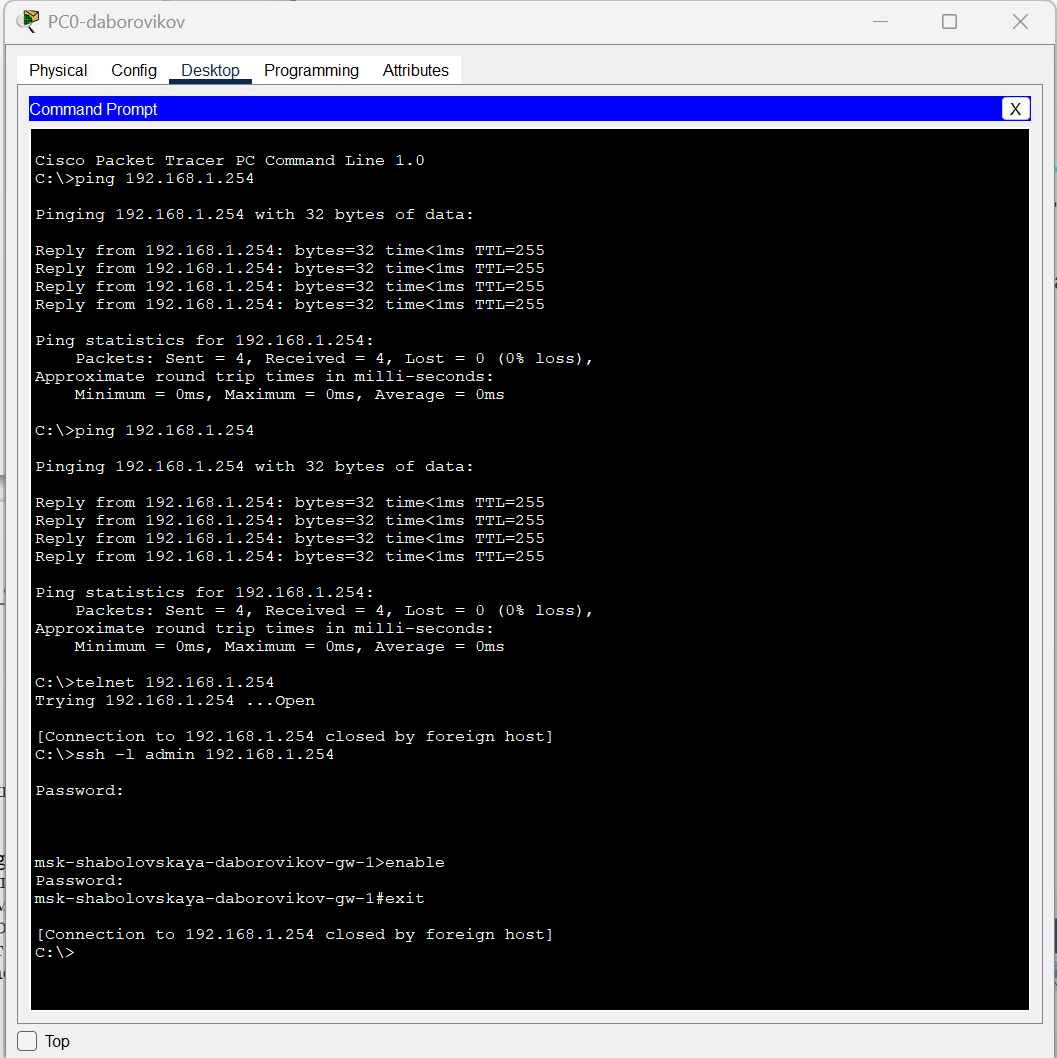 PC0-daborovikov
Physical Config Desktop Programming Attributes
Command Prompt
X
Cisco Packet Tracer PC Command Line 1.0
C:\>ping 192.168.1.254
Pinging 192.168.1.254 with 32 bytes of data:
Reply from 192.168.1.254: bytes=32 time<1ms TTL=255
Reply from 192.168.1.254: bytes=32 time<1ms TTL=255
Reply from 192.168.1.254: bytes=32 time<1ms TTL=255
Reply from 192.168.1.254: bytes=32 time<1ms TTL=255
Ping statistics for 192.168.1.254:
Packets: Sent = 4, Received = 4, Lost = 0 (0% loss),
Approximate round trip times in milli-seconds:
Minimum = 0ms, Maximum = 0ms, Average = 0ms
C:\>ping 192.168.1.254
Pinging 192.168.1.254 with 32 bytes of data:
Reply from 192.168.1.254: bytes=32 time<1ms TTL=255
Reply from 192.168.1.254: bytes=32 time<1ms TTL=255
Reply from 192.168.1.254: bytes=32 time<1ms TTL=255
Reply from 192.168.1.254: bytes=32 time<1ms TTL=255
Ping statistics for 192.168.1.254:
Packets: Sent = 4, Received = 4, Lost = 0 (0% loss),
Approximate round trip times in milli-seconds:
Minimum = 0ms, Maximum = 0ms, Average = 0ms
C:\>telnet 192.168.1.254
Trying 192.168.1.254 ...Open
[Connection to 192.168.1.254 closed by foreign host]
C:\>ssh -l admin 192.168.1.254
Password:
msk-shabolovskaya-daborovikov-gw-1>enable
Password:
msk-shabolovskaya-daborovikov-gw-1#exit
[Connection to 192.168.1.254 closed by foreign host]
C:\>
Top